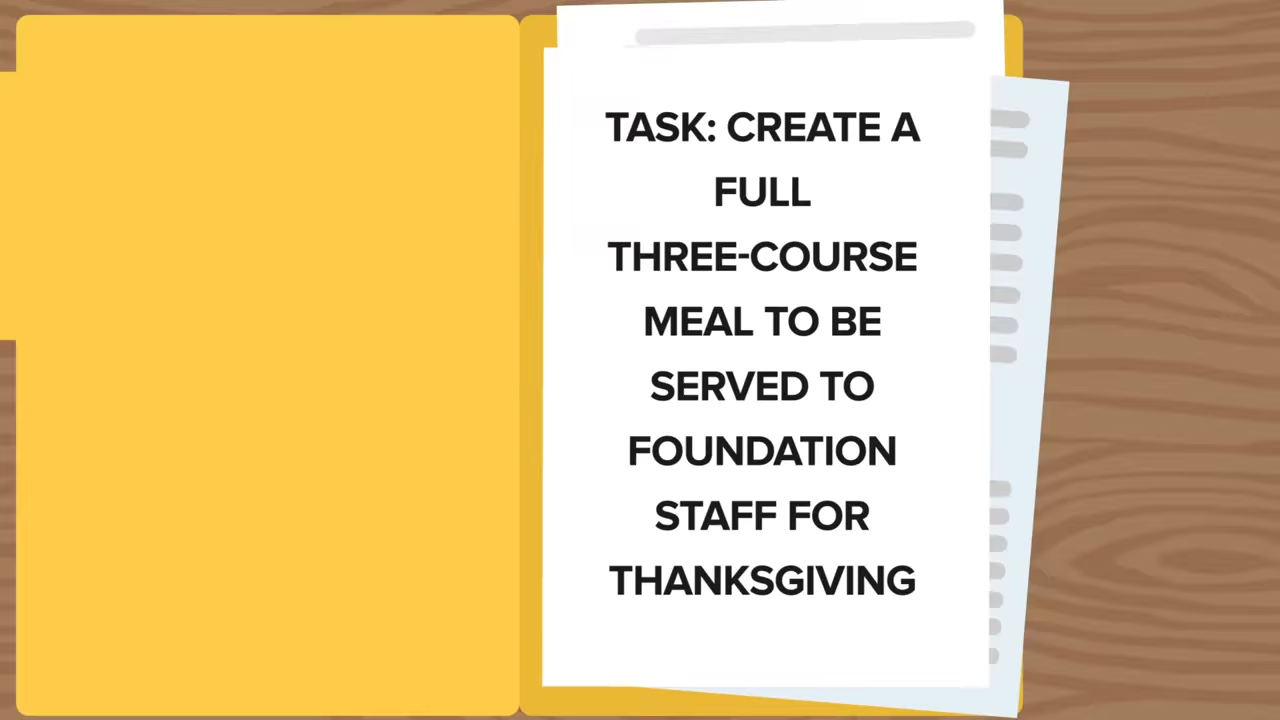 TASK: CREATE A
FULL
THREE-COURSE
MEAL TO BE
SERVED TO
FOUNDATION
STAFF FOR
THANKSGIVING